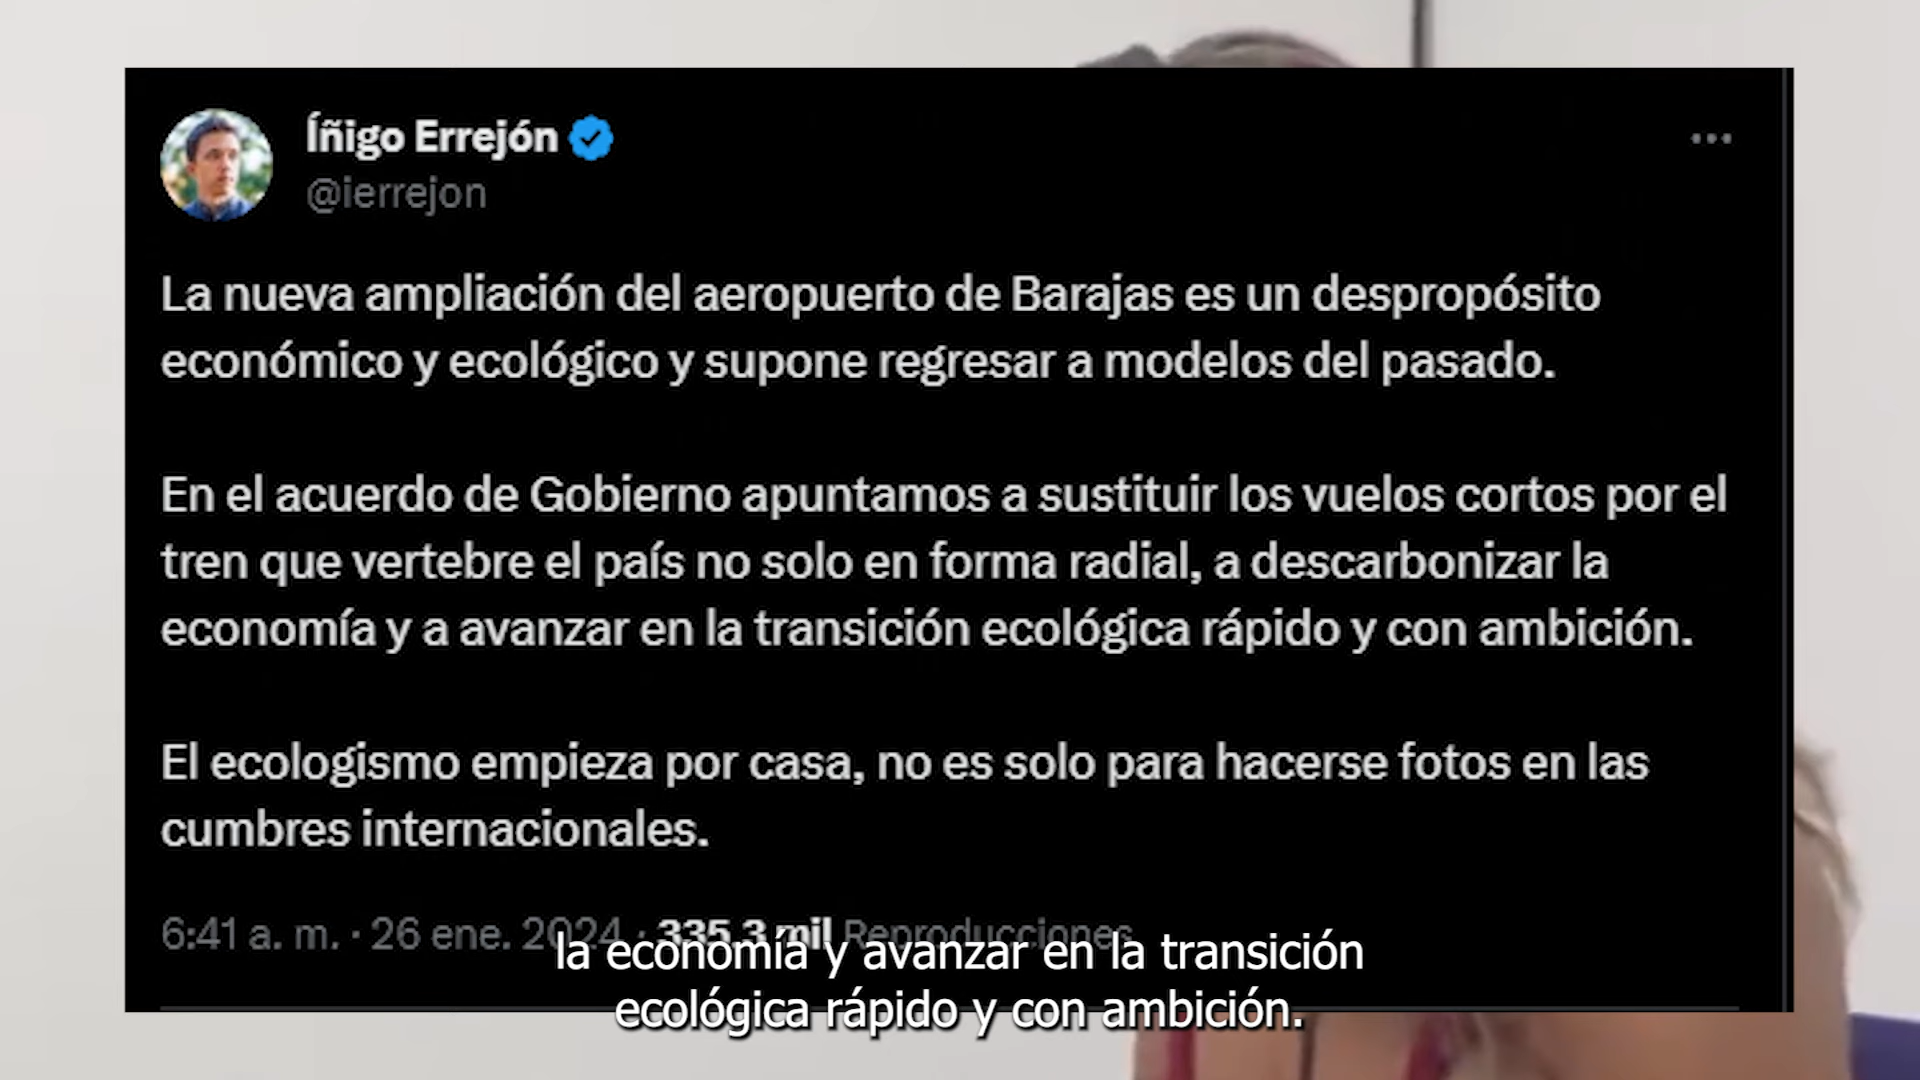 Íñigo Errejón
@ierrejon
La nueva ampliación del aeropuerto de Barajas es un despropósito
económico y ecológico y supone regresar a modelos del pasado.
En el acuerdo de Gobierno apuntamos a sustituir los vuelos cortos por el
tren que vertebre el país no solo en forma radial, a descarbonizar la
economía y a avanzar en la transición ecológica rápido y con ambición.
El ecologismo empieza por casa, no es solo para hacerse fotos en las
cumbres internacionales.
6:41 a. m. · 26 ene. 2024 · 335,3 mil Reproducciones
la economía y avanzar en la transición
ecológica rápido y con ambición.